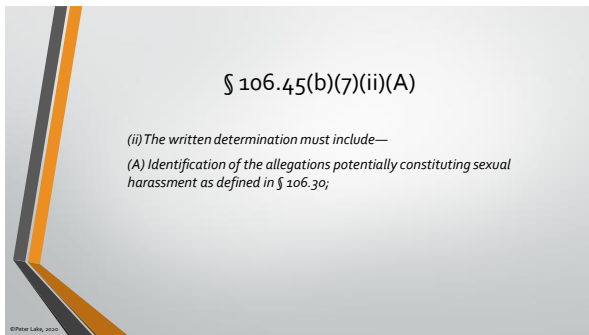 § 106.45(b)(7)(ii)(A)
(ii) The written determination must include—
(A) Identification of the allegations potentially constituting sexual
harassment as defined in § 106.30;
©Peter Lake, 2020